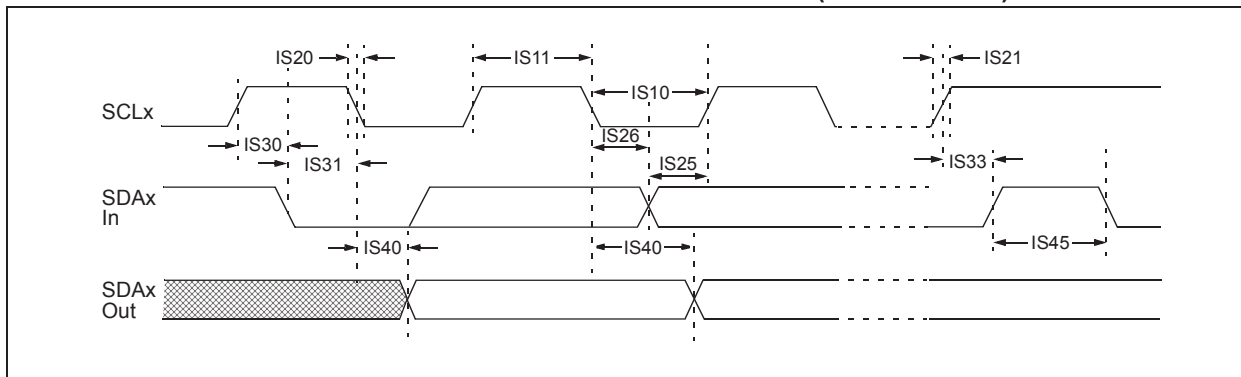 IS20
IS11
IS21
IS10
SCLx
IS26
IS30
IS31
IS25
IS33
SDAx
In
IS40
IS40
IS45
SDAx
Out